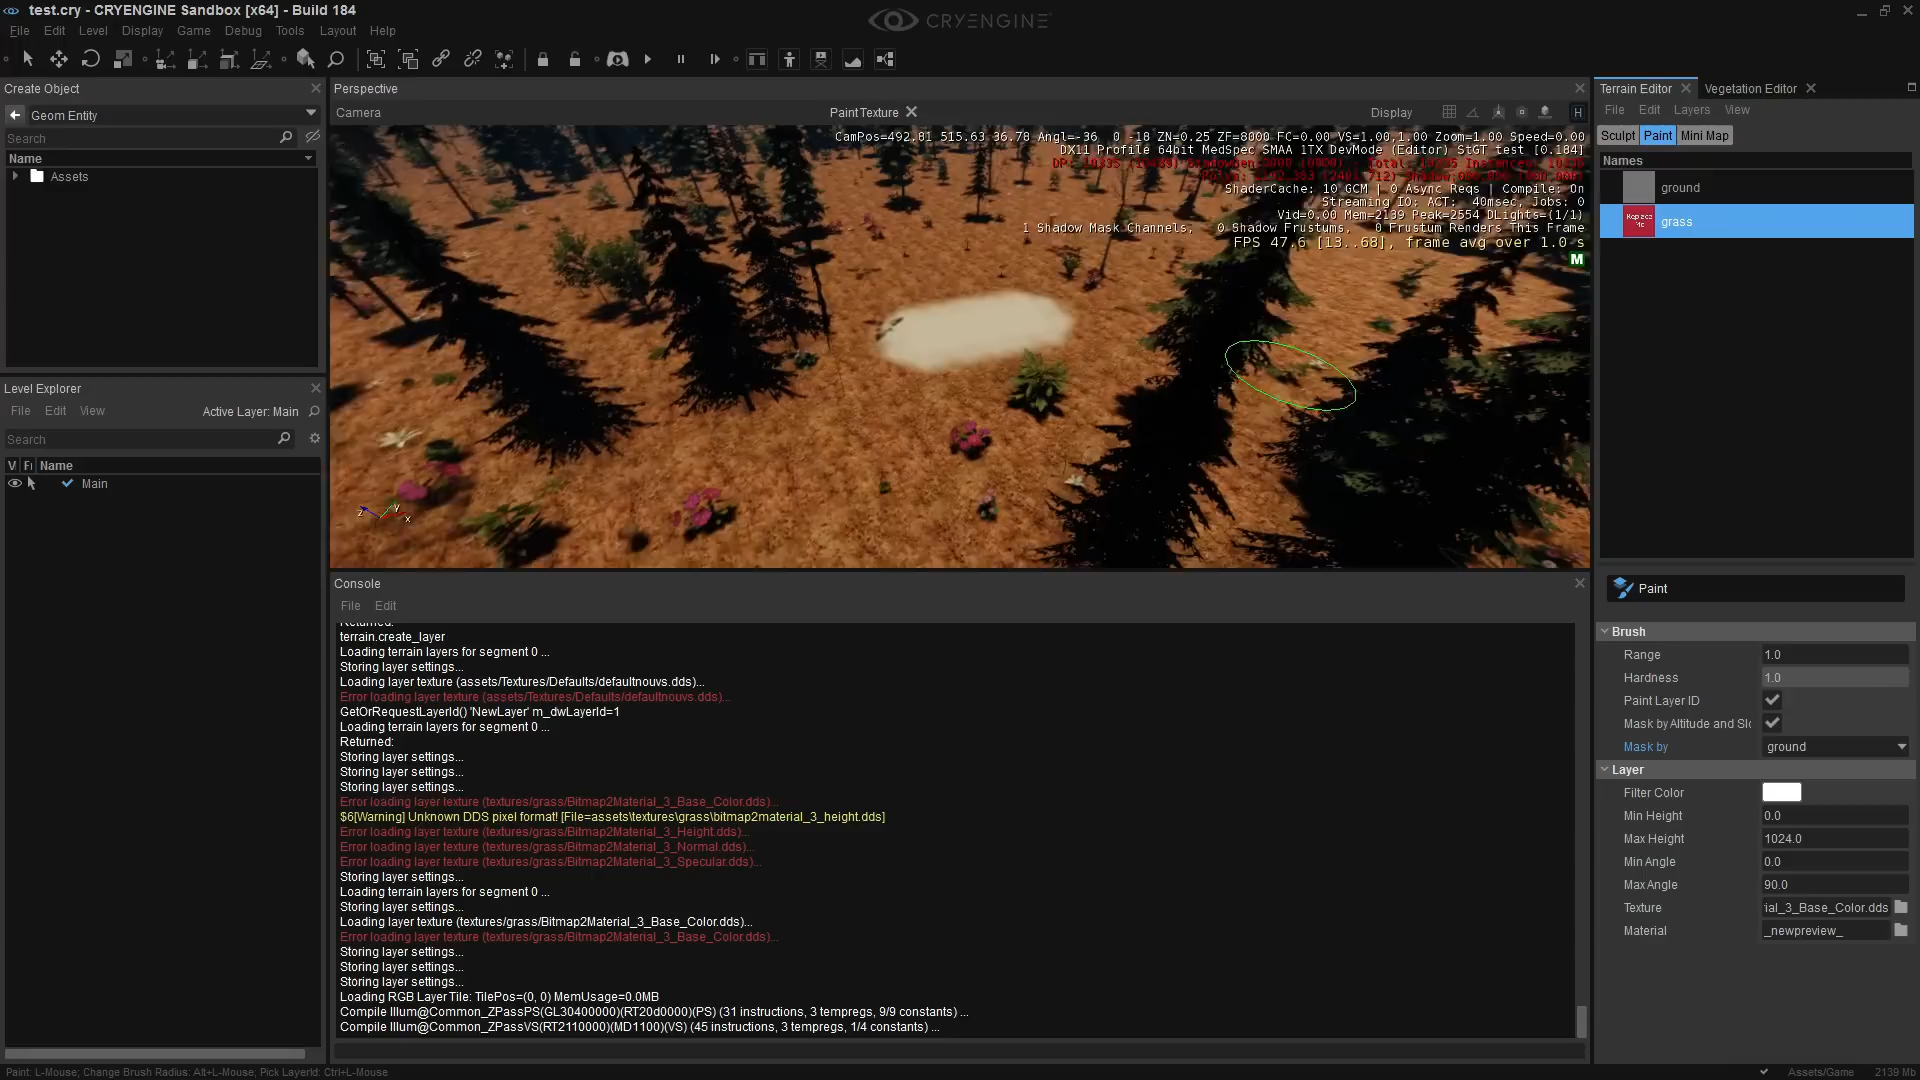 test.cry - CRYENGINE Sandbox [x64] - Build 184
CRYENGINE
File Edit Level Display Game Debug Tools Layout Help
Create Object
Geom Entity
Search
Name
Assets
Level Explorer
File Edit View Active Layer: Main
Search
V Fi Name
Main
Perspective
Camera PaintTexture Display
CamPos=492.81 515.63 36.78 Angl=-36 0 -18 ZN=0.25 ZF=8000 FC=0.00 VS=1.00,1.00 Zoom=1.00 Speed=0.00
DX11 Profile 64bit MedSpec SMAA 1TX DevMode (Editor) StGT test [0.184]
ShaderCache: 10 GCM | 0 Async Reqs | Compile: On
Streaming IO: ACT: 40msec, Jobs: 0
Vid=0.00 Mem=2139 Peak=2554 DLights=(1/1)
1 Shadow Mask Channels, 0 Shadow Frustums, 0 Frustum Renders This Frame
FPS 47.6 [13..68], frame avg over 1.0 s
M
z y x
Console
File Edit
Returned:
terrain.create_layer
Loading terrain layers for segment 0 ...
Storing layer settings...
Loading layer texture (assets/Textures/Defaults/defaultnouvs.dds)...
Error loading layer texture (assets/Textures/Defaults/defaultnouvs.dds)...
GetOrRequestLayerId() 'NewLayer' m_dwLayerId=1
Loading terrain layers for segment 0 ...
Returned:
Storing layer settings...
Storing layer settings...
Storing layer settings...
Error loading layer texture (textures/grass/Bitmap2Material_3_Base_Color.dds)...
$6[Warning] Unknown DDS pixel format! [File=assets\textures\grass\bitmap2material_3_height.dds]
Error loading layer texture (textures/grass/Bitmap2Material_3_Height.dds)...
Error loading layer texture (textures/grass/Bitmap2Material_3_Normal.dds)...
Error loading layer texture (textures/grass/Bitmap2Material_3_Specular.dds)...
Storing layer settings...
Loading terrain layers for segment 0 ...
Storing layer settings...
Loading layer texture (textures/grass/Bitmap2Material_3_Base_Color.dds)...
Error loading layer texture (textures/grass/Bitmap2Material_3_Base_Color.dds)...
Storing layer settings...
Storing layer settings...
Storing layer settings...
Loading RGB Layer Tile: TilePos=(0, 0) MemUsage=0.0MB
Compile Illum@Common_ZPassPS(GL30400000)(RT20d0000)(PS) (31 instructions, 3 tempregs, 9/9 constants) ...
Compile Illum@Common_ZPassVS(RT2110000)(MD1100)(VS) (45 instructions, 3 tempregs, 1/4 constants) ...
Terrain Editor Vegetation Editor
File Edit Layers View
H
Sculpt Paint Mini Map
Names
ground
Replace Me
grass
Paint
Brush
Range 1.0
Hardness 1.0
Paint Layer ID
Mask by Altitude and Slo
Mask by ground
Layer
Filter Color
Min Height 0.0
Max Height 1024.0
Min Angle 0.0
Max Angle 90.0
Texture ial_3_Base_Color.dds
Material _newpreview_
Paint: L-Mouse; Change Brush Radius: Alt+L-Mouse; Pick LayerId: Ctrl+L-Mouse
Assets/Game 2139 Mb